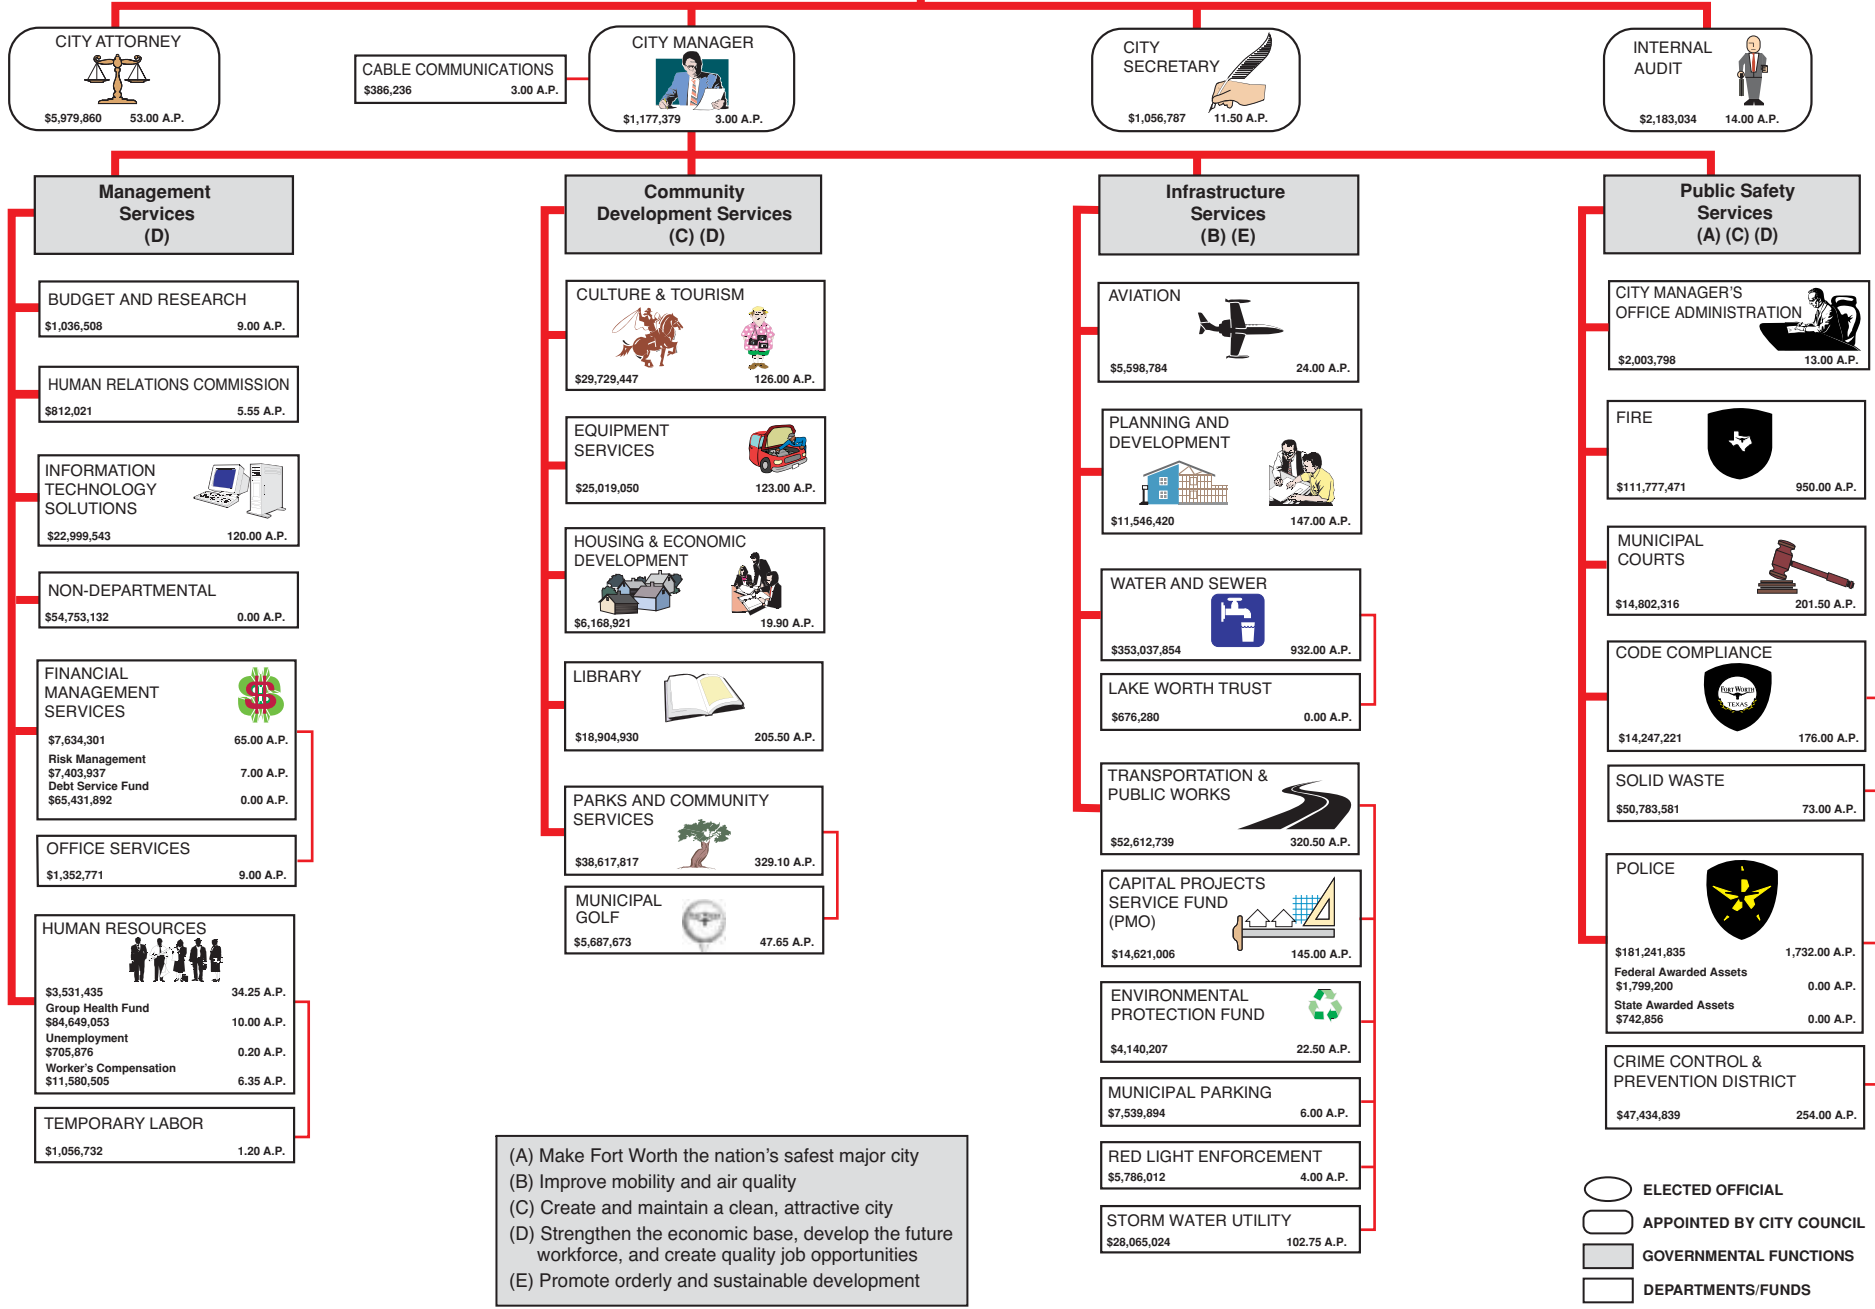 CITY ATTORNEY
$5,979,860 53.00 A.P.
CABLE COMMUNICATIONS
$386,236 3.00 A.P.
CITY MANAGER
$1,177,379 3.00 A.P.
CITY
SECRETARY
$1,056,787 11.50 A.P.
INTERNAL
AUDIT
$2,183,034 14.00 A.P.
Management
Services
(D)
BUDGET AND RESEARCH
$1,036,508 9.00 A.P.
HUMAN RELATIONS COMMISSION
$812,021 5.55 A.P.
INFORMATION
TECHNOLOGY
SOLUTIONS
$22,999,543 120.00 A.P.
NON-DEPARTMENTAL
$54,753,132 0.00 A.P.
FINANCIAL
MANAGEMENT
SERVICES
$7,634,301 65.00 A.P.
Risk Management
$7,403,937 7.00 A.P.
Debt Service Fund
$65,431,892 0.00 A.P.
OFFICE SERVICES
$1,352,771 9.00 A.P.
HUMAN RESOURCES
$3,531,435 34.25 A.P.
Group Health Fund
$84,649,053 10.00 A.P.
Unemployment
$705,876 0.20 A.P.
Worker's Compensation
$11,580,505 6.35 A.P.
TEMPORARY LABOR
$1,056,732 1.20 A.P.
Community
Development Services
(C) (D)
CULTURE & TOURISM
$29,729,447 126.00 A.P.
EQUIPMENT
SERVICES
$25,019,050 123.00 A.P.
HOUSING & ECONOMIC
DEVELOPMENT
$6,168,921 19.90 A.P.
LIBRARY
$18,904,930 205.50 A.P.
PARKS AND COMMUNITY
SERVICES
$38,617,817 329.10 A.P.
MUNICIPAL
GOLF
$5,687,673 47.65 A.P.
Infrastructure
Services
(B) (E)
AVIATION
$5,598,784 24.00 A.P.
PLANNING AND
DEVELOPMENT
$11,546,420 147.00 A.P.
WATER AND SEWER
$353,037,854 932.00 A.P.
LAKE WORTH TRUST
$676,280 0.00 A.P.
TRANSPORTATION &
PUBLIC WORKS
$52,612,739 320.50 A.P.
CAPITAL PROJECTS
SERVICE FUND
(PMO)
$14,621,006 145.00 A.P.
ENVIRONMENTAL
PROTECTION FUND
$4,140,207 22.50 A.P.
MUNICIPAL PARKING
$7,539,894 6.00 A.P.
RED LIGHT ENFORCEMENT
$5,786,012 4.00 A.P.
STORM WATER UTILITY
$28,065,024 102.75 A.P.
Public Safety
Services
(A) (C) (D)
CITY MANAGER'S
OFFICE ADMINISTRATION
$2,003,798 13.00 A.P.
FIRE
$111,777,471 950.00 A.P.
MUNICIPAL
COURTS
$14,802,316 201.50 A.P.
CODE COMPLIANCE
FORT WORTH
TEXAS
$14,247,221 176.00 A.P.
SOLID WASTE
$50,783,581 73.00 A.P.
POLICE
$181,241,835 1,732.00 A.P.
Federal Awarded Assets
$1,799,200 0.00 A.P.
State Awarded Assets
$742,856 0.00 A.P.
CRIME CONTROL &
PREVENTION DISTRICT
$47,434,839 254.00 A.P.
(A) Make Fort Worth the nation's safest major city
(B) Improve mobility and air quality
(C) Create and maintain a clean, attractive city
(D) Strengthen the economic base, develop the future
workforce, and create quality job opportunities
(E) Promote orderly and sustainable development
ELECTED OFFICIAL
APPOINTED BY CITY COUNCIL
GOVERNMENTAL FUNCTIONS
DEPARTMENTS/FUNDS